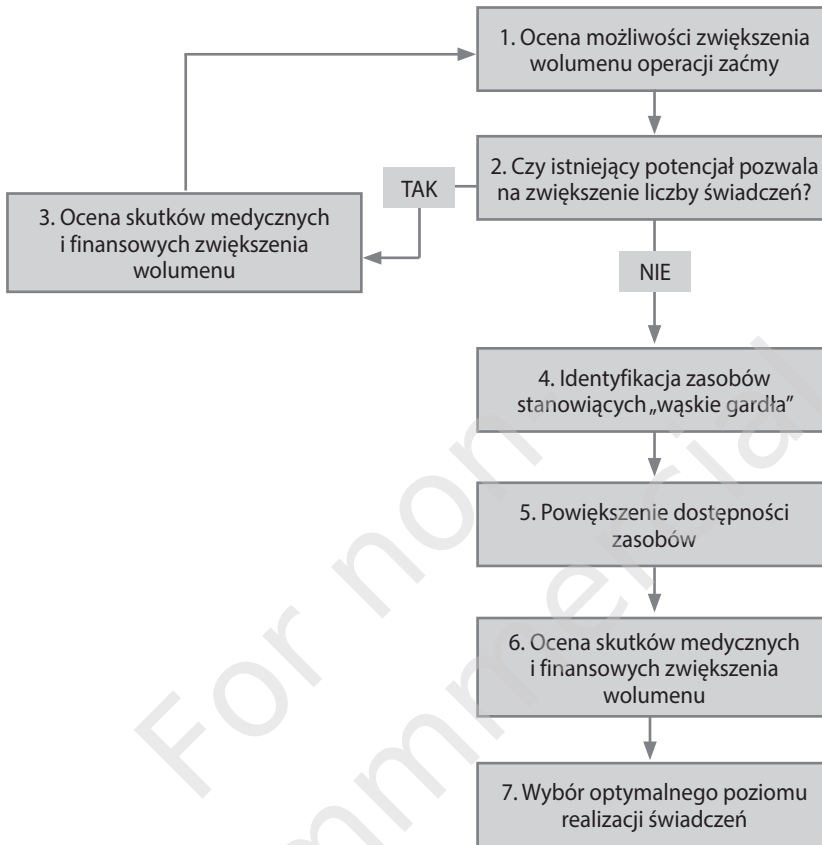 1. Ocena możliwości zwiększenia
wolumenu operacji zaćmy
2. Czy istniejący potencjał pozwala
na zwiększenie liczby świadczeń?
TAK
3. Ocena skutków medycznych
i finansowych zwiększenia
wolumenu
NIE
4. Identyfikacja zasobów
stanowiących „wąskie gardła”
5. Powiększenie dostępności
zasobów
6. Ocena skutków medycznych
i finansowych zwiększenia
wolumenu
7. Wybór optymalnego poziomu
realizacji świadczeń
For non